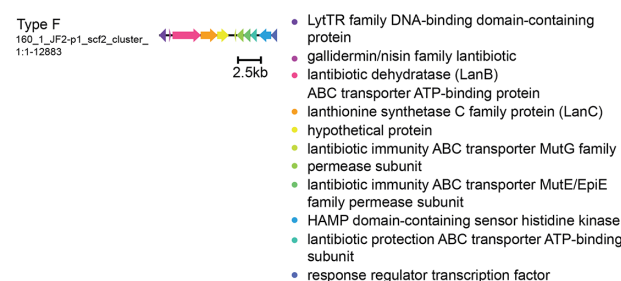 Type F
160_1_JF2-p1_scf2_cluster_
1:1-12883
2.5kb
LytTR family DNA-binding domain-containing
protein
gallidermin/nisin family lantibiotic
lantibiotic dehydratase (LanB)
ABC transporter ATP-binding protein
lanthionine synthetase C family protein (LanC)
hypothetical protein
lantibiotic immunity ABC transporter MutG family
permease subunit
lantibiotic immunity ABC transporter MutE/EpiE
family permease subunit
HAMP domain-containing sensor histidine kinase
lantibiotic protection ABC transporter ATP-binding
subunit
response regulator transcription factor